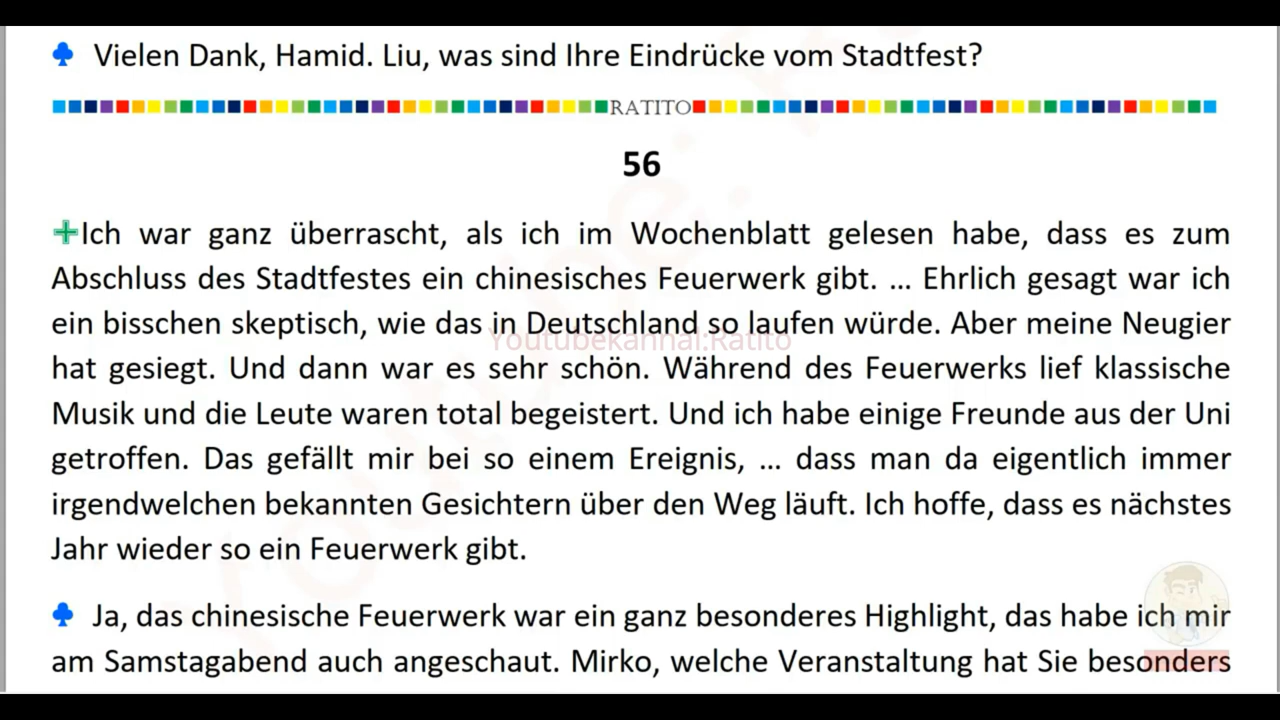 Vielen Dank, Hamid. Liu, was sind Ihre Eindrücke vom Stadtfest?
RATITO
56
Ich war ganz überrascht, als ich im Wochenblatt gelesen habe, dass es zum
Abschluss des Stadtfestes ein chinesisches Feuerwerk gibt. ... Ehrlich gesagt war ich
ein bisschen skeptisch, wie das in Deutschland so laufen würde. Aber meine Neugier
Youtubekannal:Ratito
hat gesiegt. Und dann war es sehr schön. Während des Feuerwerks lief klassische
Musik und die Leute waren total begeistert. Und ich habe einige Freunde aus der Uni
getroffen. Das gefällt mir bei so einem Ereignis, ... dass man da eigentlich immer
irgendwelchen bekannten Gesichtern über den Weg läuft. Ich hoffe, dass es nächstes
Jahr wieder so ein Feuerwerk gibt.
Ja, das chinesische Feuerwerk war ein ganz besonderes Highlight, das habe ich mir
am Samstagabend auch angeschaut. Mirko, welche Veranstaltung hat Sie besonders